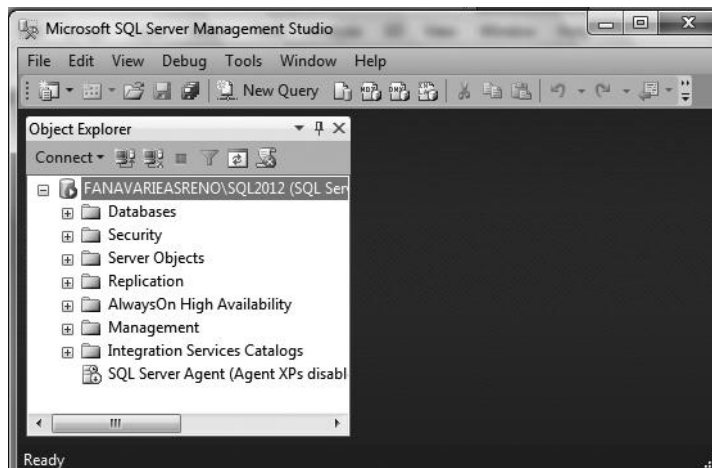 Microsoft SQL Server Management Studio
File Edit View Debug Tools Window Help
New Query
Object Explorer
Connect
FANAVARIEASRENO\SQL2012 (SQL Ser
Databases
Security
Server Objects
Replication
AlwaysOn High Availability
Management
Integration Services Catalogs
SQL Server Agent (Agent XPs disabl
Ready